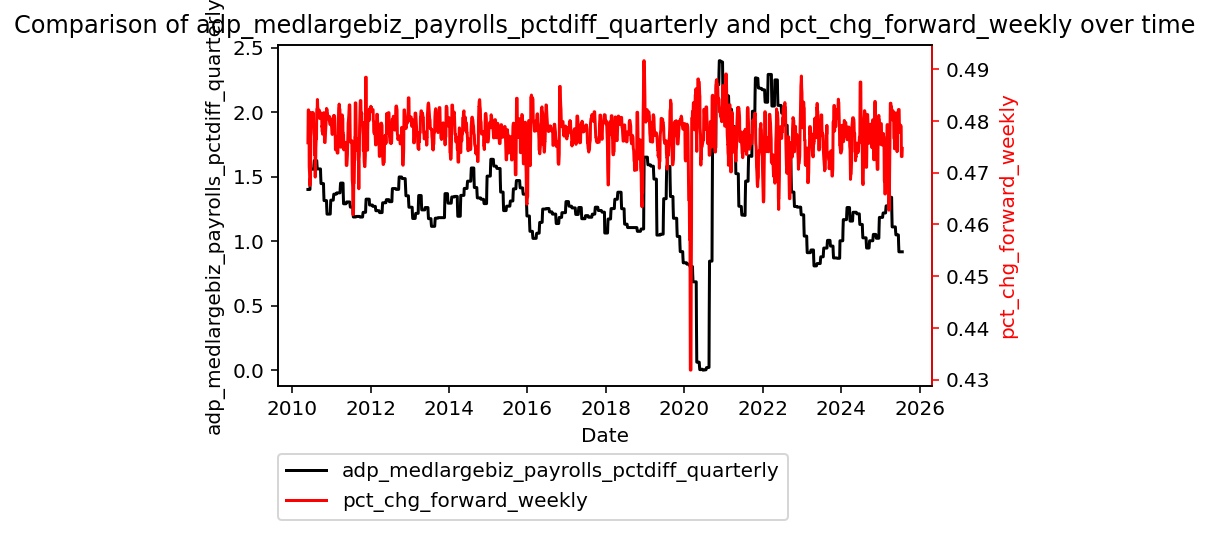 Comparison of adp_medlargebiz_payrolls_pctdiff_quarterly and pct_chg_forward_weekly over time
adp_medlargebiz_payrolls_pctdiff_quarterly
2.5
2.0
1.5
1.0
0.5
0.0
0.49
0.48
0.47
0.46
0.45
0.44
0.43
pct_chg_forward_weekly
2010 2012 2014 2016 2018 2020 2022 2024 2026
Date
adp_medlargebiz_payrolls_pctdiff_quarterly
pct_chg_forward_weekly